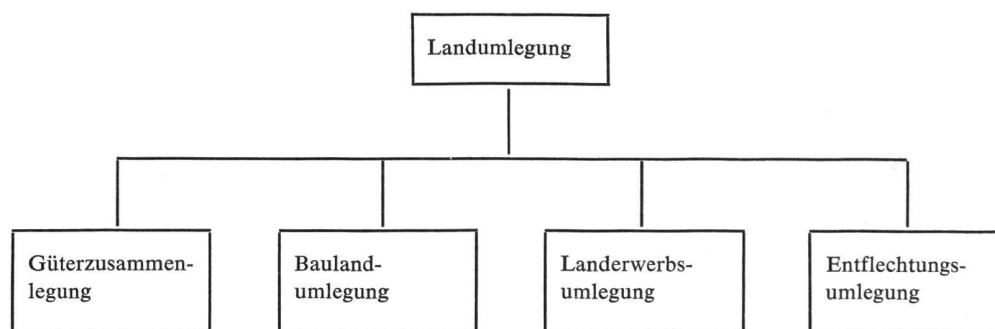 Landumlegung
Güterzusammen-
legung
Bauland-
umlegung
Landerwerbs-
umlegung
Entflechtungs-
umlegung